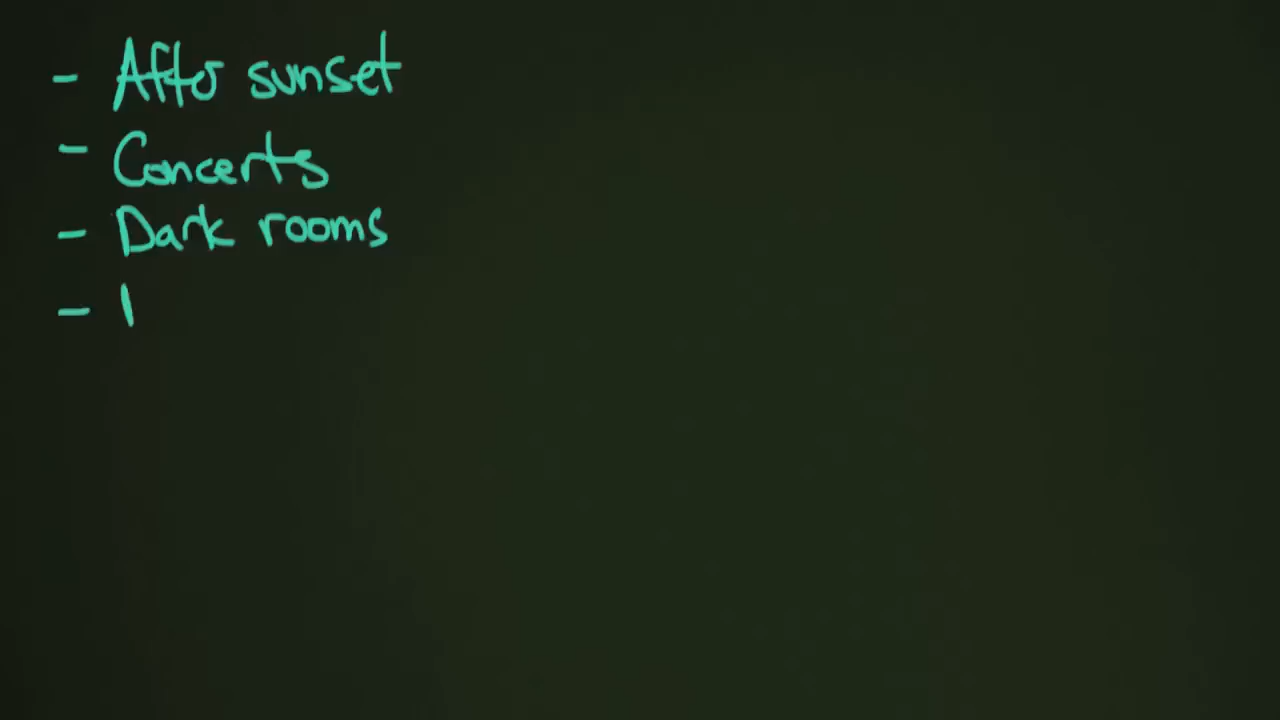 - After sunset
- Concerts
- Dark rooms
-